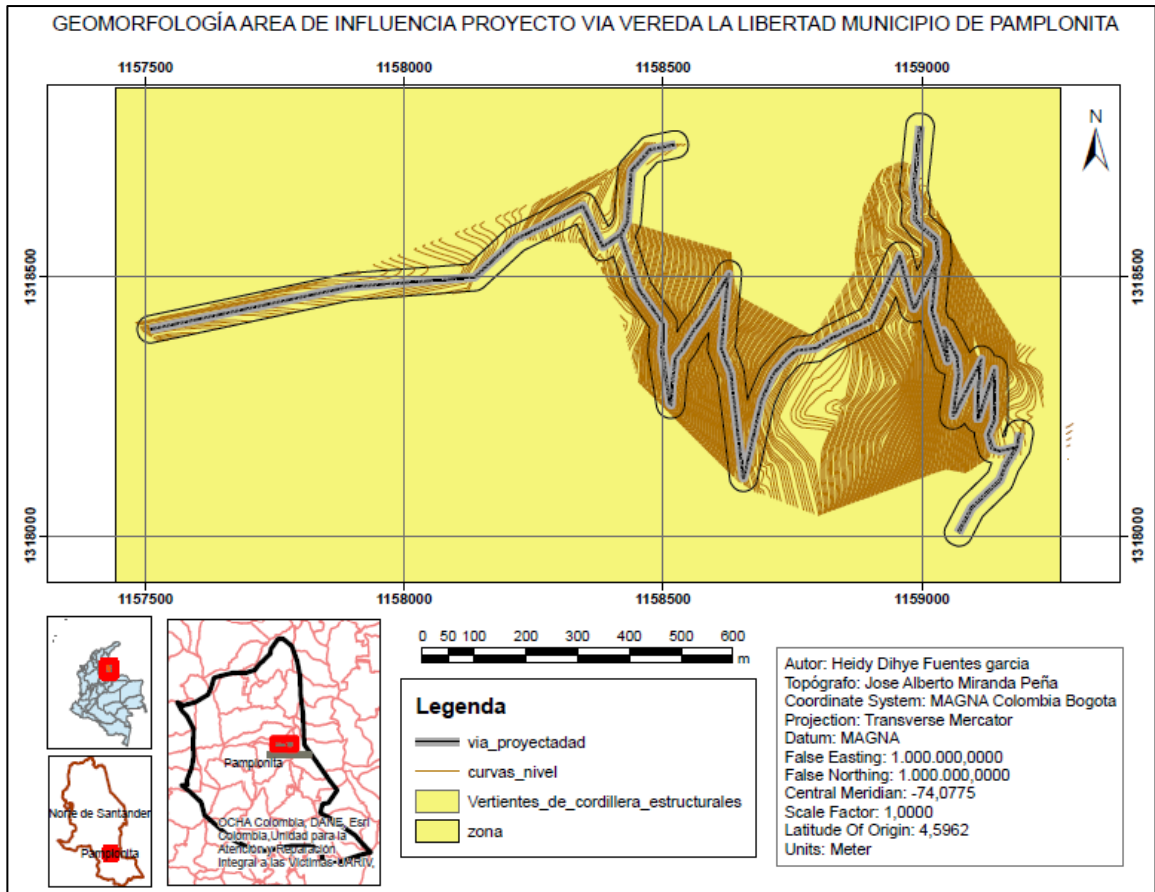 GEOMORFOLOGÍA AREA DE INFLUENCIA PROYECTO VIA VEREDA LA LIBERTAD MUNICIPIO DE PAMPLONITA
1157500 1158000 1158500 1159000
N
1318500 1318500
1318000 1318000
1157500 1158000 1158500 1159000
Norte de Santander
Pamplonita
Pamplonita
OCHA Colombia, DANE, Esri
Colombia,Unidad para la
Atención y Reparación
Integral a las Víctimas UARIV,
0 50 100 200 300 400 500 600
m
Legenda
via_proyectadad
curvas_nivel
Vertientes_de_cordillera_estructurales
zona
Autor: Heidy Dihye Fuentes garcia
Topógrafo: Jose Alberto Miranda Peña
Coordinate System: MAGNA Colombia Bogota
Projection: Transverse Mercator
Datum: MAGNA
False Easting: 1.000.000,0000
False Northing: 1.000.000,0000
Central Meridian: -74,0775
Scale Factor: 1,0000
Latitude Of Origin: 4,5962
Units: Meter